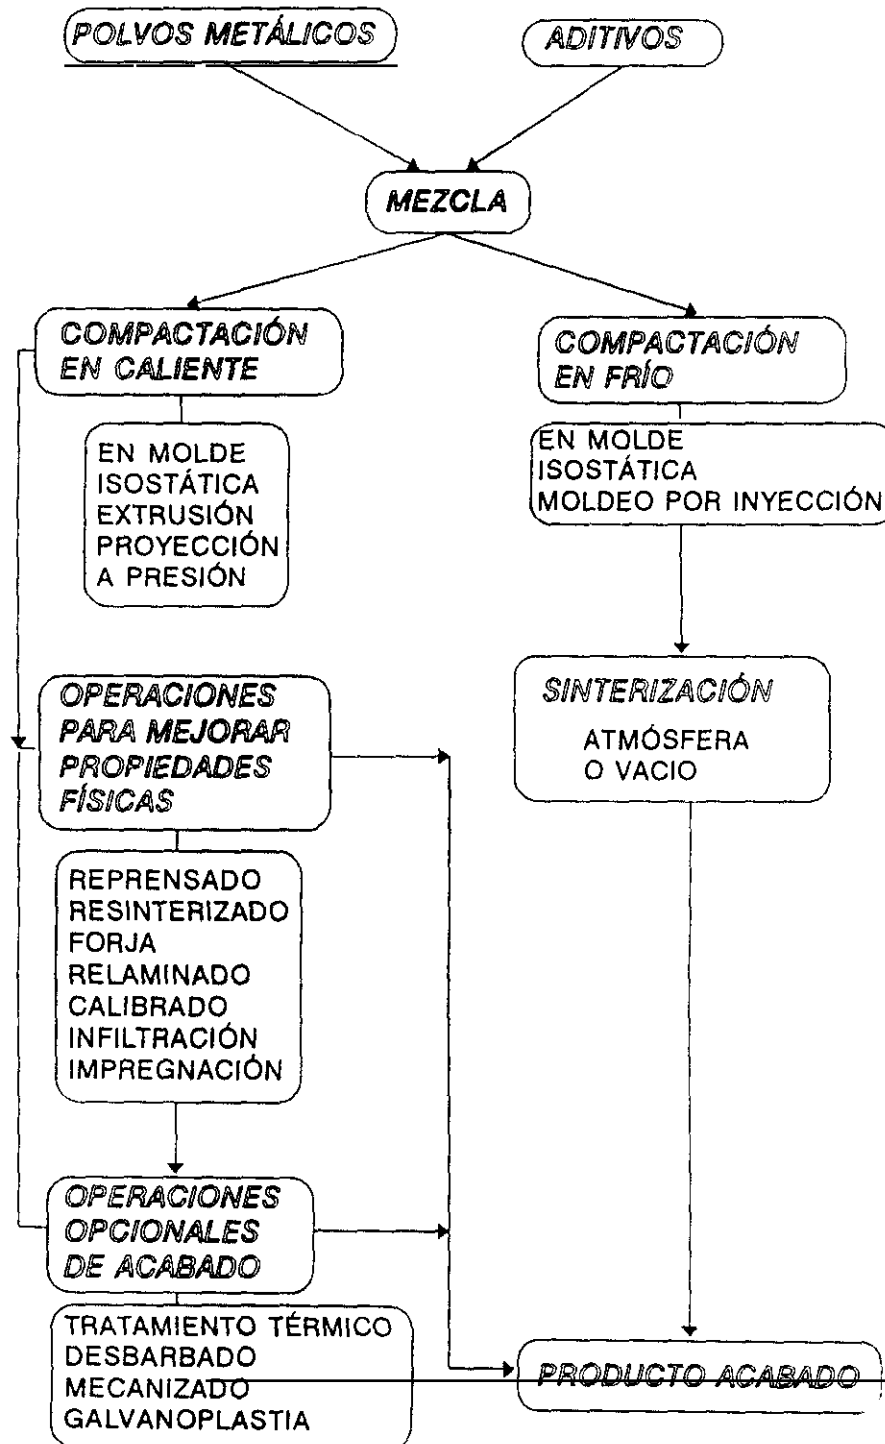 POLVOS METÁLICOS
ADITIVOS
MEZCLA
COMPACTACIÓN
EN CALIENTE
COMPACTACIÓN
EN FRÍO
EN MOLDE
ISOSTÁTICA
EXTRUSIÓN
PROYECCIÓN
A PRESIÓN
EN MOLDE
ISOSTÁTICA
MOLDEO POR INYECCIÓN
OPERACIONES
PARA MEJORAR
PROPIEDADES
FÍSICAS
SINTERIZACIÓN
ATMÓSFERA
O VACIO
REPRENSADO
RESINTERIZADO
FORJA
RELAMINADO
CALIBRADO
INFILTRACIÓN
IMPREGNACIÓN
OPERACIONES
OPCIONALES
DE ACABADO
TRATAMIENTO TÉRMICO
DESBARBADO
MECANIZADO
GALVANOPLASTIA
PRODUCTO ACABADO